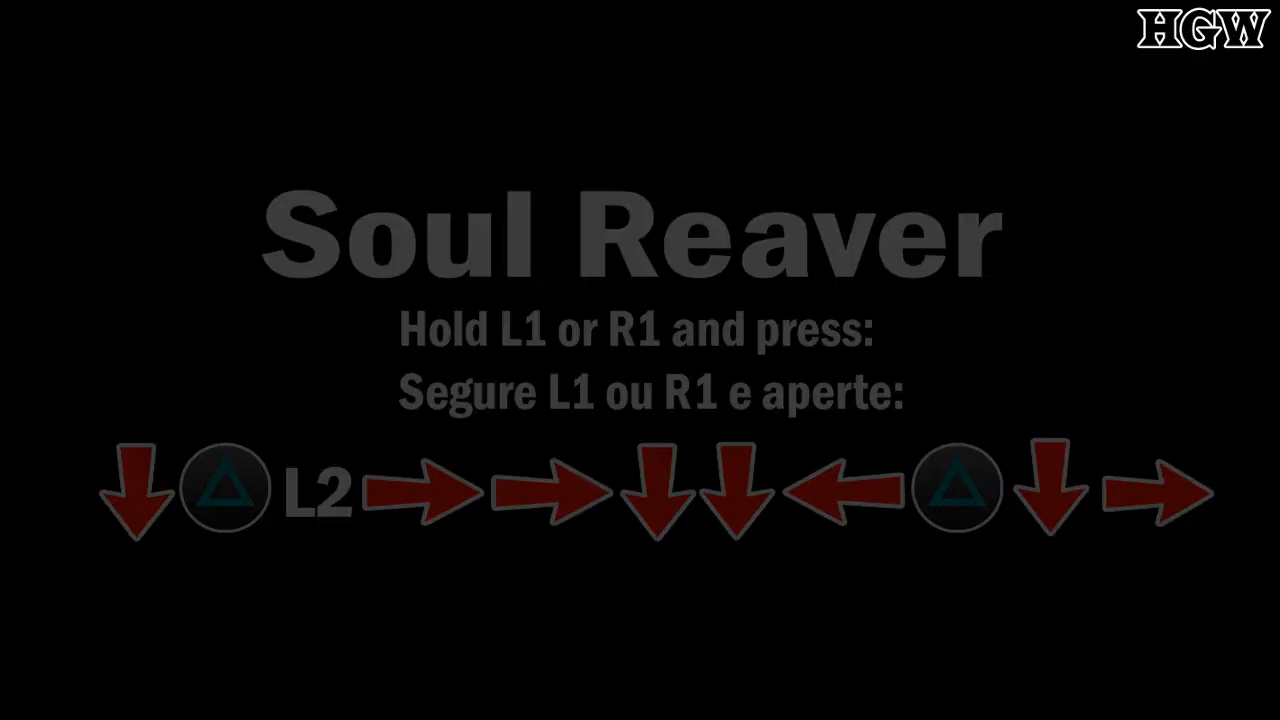 HGW
Soul Reaver
Hold L1 or R1 and press:
Segure L1 ou R1 e aperte:
L2